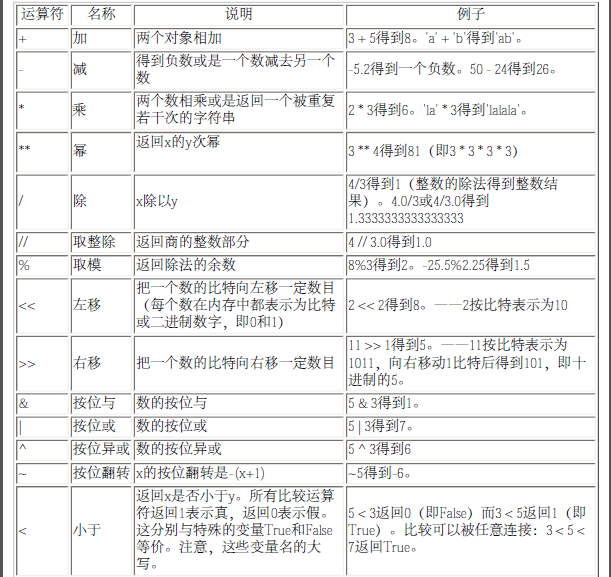 运算符 名称 说明 例子
+ 加 两个对象相加 3 + 5得到8。'a' + 'b'得到'ab'。
- 减 得到负数或是一个数减去另一个
数 -5.2得到一个负数。50 - 24得到26。
* 乘 两个数相乘或是返回一个被重复
若干次的字符串 2 * 3得到6。'la' * 3得到'lalala'。
** 幂 返回x的y次幂 3 ** 4得到81（即3 * 3 * 3 * 3）
/ 除 x除以y 4/3得到1（整数的除法得到整数结
果）。4.0/3或4/3.0得到
1.3333333333333333
// 取整除 返回商的整数部分 4 // 3.0得到1.0
% 取模 返回除法的余数 8%3得到2。-25.5%2.25得到1.5
<< 左移 把一个数的比特向左移一定数目
（每个数在内存中都表示为比特
或二进制数字，即0和1） 2 << 2得到8。——2按比特表示为10
>> 右移 把一个数的比特向右移一定数目 11 >> 1得到5。——11按比特表示为
1011，向右移动1比特后得到101，即十
进制的5。
& 按位与 数的按位与 5 & 3得到1。
| 按位或 数的按位或 5 | 3得到7。
^ 按位异或 数的按位异或 5 ^ 3得到6
~ 按位翻转 x的按位翻转是-(x+1) ~5得到-6。
< 小于 返回x是否小于y。所有比较运算
符返回1表示真，返回0表示假。
这分别与特殊的变量True和False
等价。注意，这些变量名的大
写。 5 < 3返回0（即False）而3 < 5返回1（即
True）。比较可以被任意连接：3 < 5 <
7返回True。